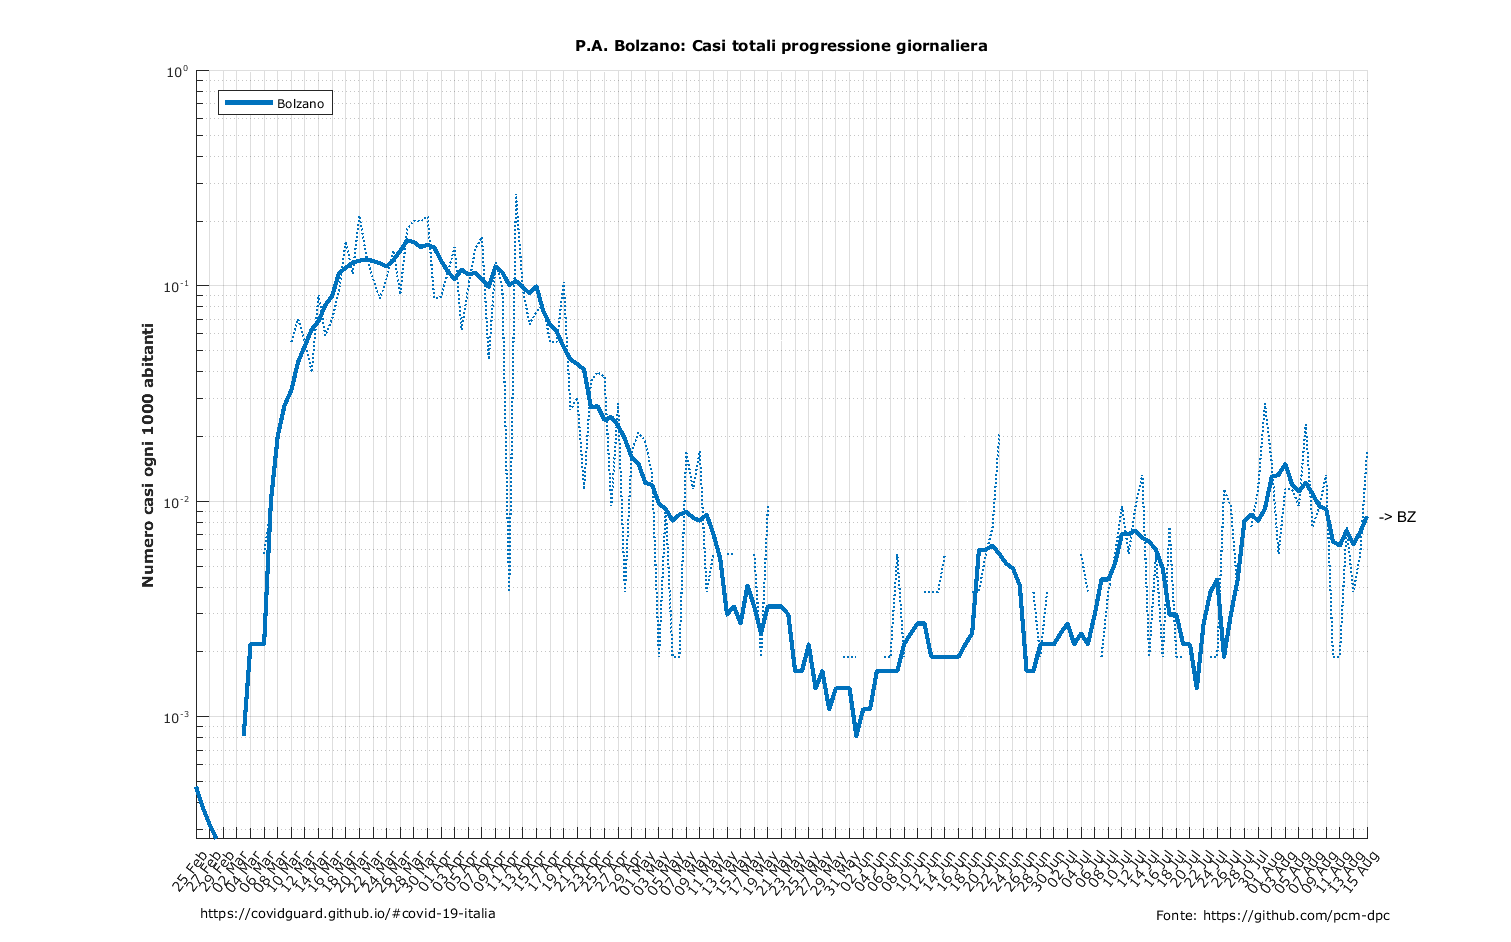 P.A. Bolzano: Casi totali progressione giornaliera
10⁰
Bolzano
10⁻¹
Numero casi ogni 1000 abitanti
10⁻²
-> BZ
10⁻³
25 Feb
27 Feb
29 Feb
02 Mar
04 Mar
06 Mar
08 Mar
10 Mar
12 Mar
14 Mar
16 Mar
18 Mar
20 Mar
22 Mar
24 Mar
26 Mar
28 Mar
30 Mar
01 Apr
03 Apr
05 Apr
07 Apr
09 Apr
11 Apr
13 Apr
15 Apr
17 Apr
19 Apr
21 Apr
23 Apr
25 Apr
27 Apr
29 Apr
01 May
03 May
05 May
07 May
09 May
11 May
13 May
15 May
17 May
19 May
21 May
23 May
25 May
27 May
29 May
31 May
02 Jun
04 Jun
06 Jun
08 Jun
10 Jun
12 Jun
14 Jun
16 Jun
18 Jun
20 Jun
22 Jun
24 Jun
26 Jun
28 Jun
30 Jun
02 Jul
04 Jul
06 Jul
08 Jul
10 Jul
12 Jul
14 Jul
16 Jul
18 Jul
20 Jul
22 Jul
24 Jul
26 Jul
28 Jul
30 Jul
01 Aug
03 Aug
05 Aug
07 Aug
09 Aug
11 Aug
13 Aug
15 Aug
https://covidguard.github.io/#covid-19-italia
Fonte: https://github.com/pcm-dpc